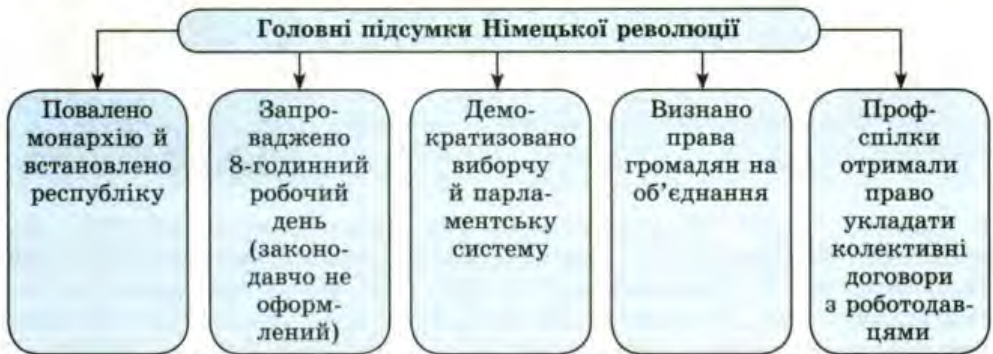 Головні підсумки Німецької революції
Повалено
монархію й
встановлено
республіку
Запро-
ваджено
8-годинний
робочий
день
(законо-
давчо не
оформ-
лений)
Демо-
кратизовано
виборчу
й парла-
ментську
систему
Визнано
права
громадян на
об’єднання
Проф-
спілки
отримали
право
укладати
колективні
договори
з роботодав-
цями